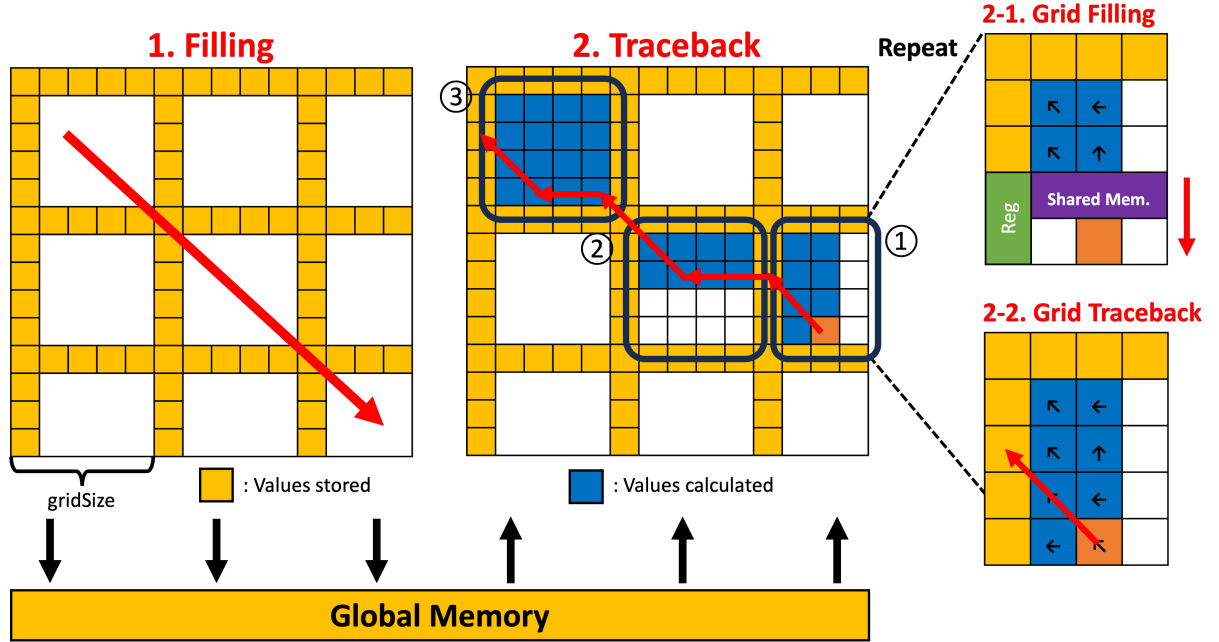 1. Filling
2. Traceback
Repeat
2-1. Grid Filling
③
②
①
Reg
Shared Mem.
2-2. Grid Traceback
gridSize
: Values stored
: Values calculated
Global Memory